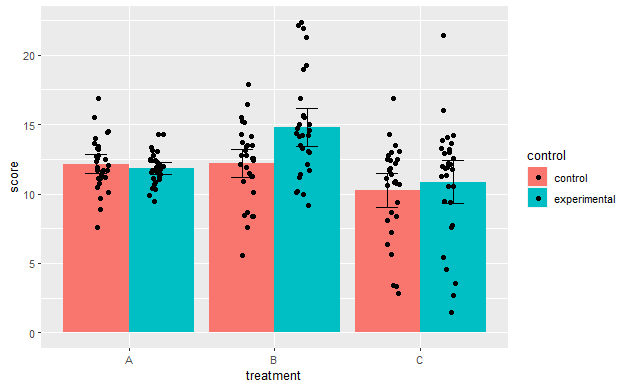 20
15
10
5
0
score
A B C
treatment
control
control
experimental